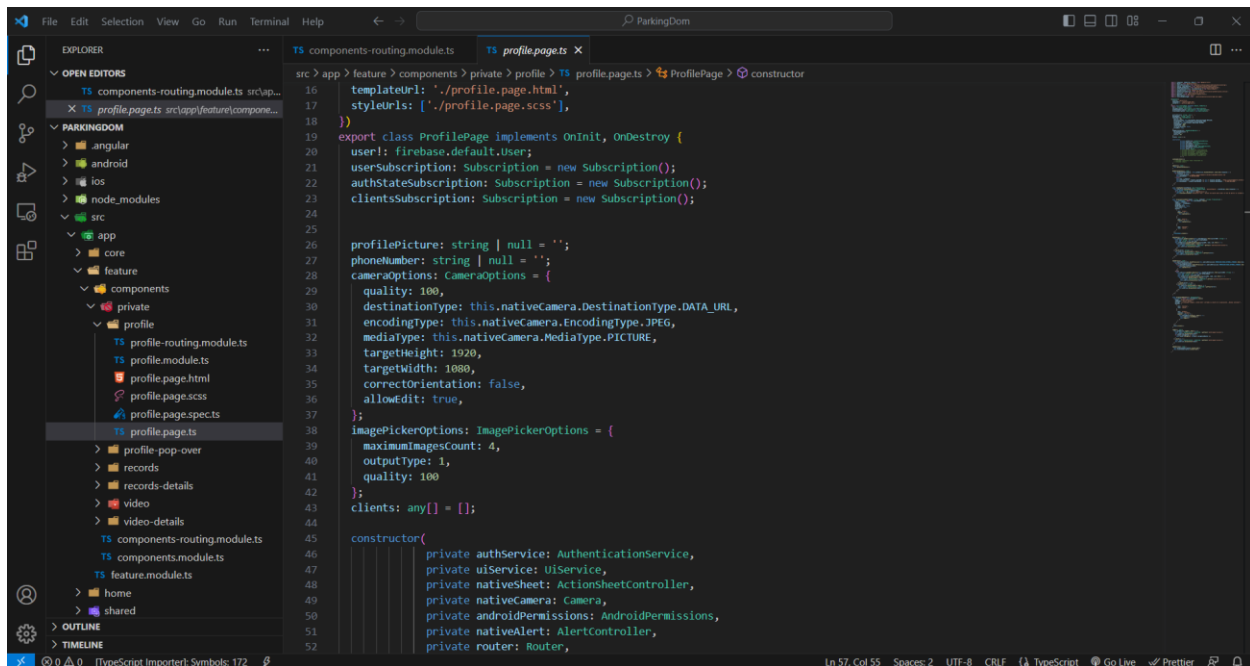 File Edit Selection View Go Run Terminal Help
ParkingDom
EXPLORER
OPEN EDITORS
TS components-routing.module.ts src\ap...
TS profile.page.ts src\app\feature\compone...
PARKINGDOM
.angular
android
ios
node_modules
src
app
core
feature
components
private
profile
TS profile-routing.module.ts
TS profile.module.ts
profile.page.html
profile.page.scss
profile.page.spec.ts
TS profile.page.ts
profile-pop-over
records
records-details
video
video-details
TS components-routing.module.ts
TS components.module.ts
TS feature.module.ts
home
shared
OUTLINE
TIMELINE
TS components-routing.module.ts TS profile.page.ts
src > app > feature > components > private > profile > TS profile.page.ts > ProfilePage > constructor
16 templateUrl: './profile.page.html',
17 styleUrls: ['./profile.page.scss'],
18 })
19 export class ProfilePage implements OnInit, OnDestroy {
20 user!: firebase.default.User;
21 userSubscription: Subscription = new Subscription();
22 authStateSubscription: Subscription = new Subscription();
23 clientsSubscription: Subscription = new Subscription();
24
25
26 profilePicture: string | null = '';
27 phoneNumber: string | null = '';
28 cameraOptions: CameraOptions = {
29 quality: 100,
30 destinationType: this.nativeCamera.DestinationType.DATA_URL,
31 encodingType: this.nativeCamera.EncodingType.JPEG,
32 mediaType: this.nativeCamera.MediaType.PICTURE,
33 targetHeight: 1920,
34 targetWidth: 1080,
35 correctOrientation: false,
36 allowEdit: true,
37 };
38 imagePickerOptions: ImagePickerOptions = {
39 maximumImagesCount: 4,
40 outputType: 1,
41 quality: 100
42 };
43 clients: any[] = [];
44
45 constructor(
46 private authService: AuthenticationService,
47 private uiService: UiService,
48 private nativeSheet: ActionSheetController,
49 private nativeCamera: Camera,
50 private androidPermissions: AndroidPermissions,
51 private nativeAlert: AlertController,
52 private router: Router,
0 0 [TypeScript Importer]: Symbols: 172 Ln 57, Col 55 Spaces: 2 UTF-8 CRLF {} TypeScript Go Live Prettier